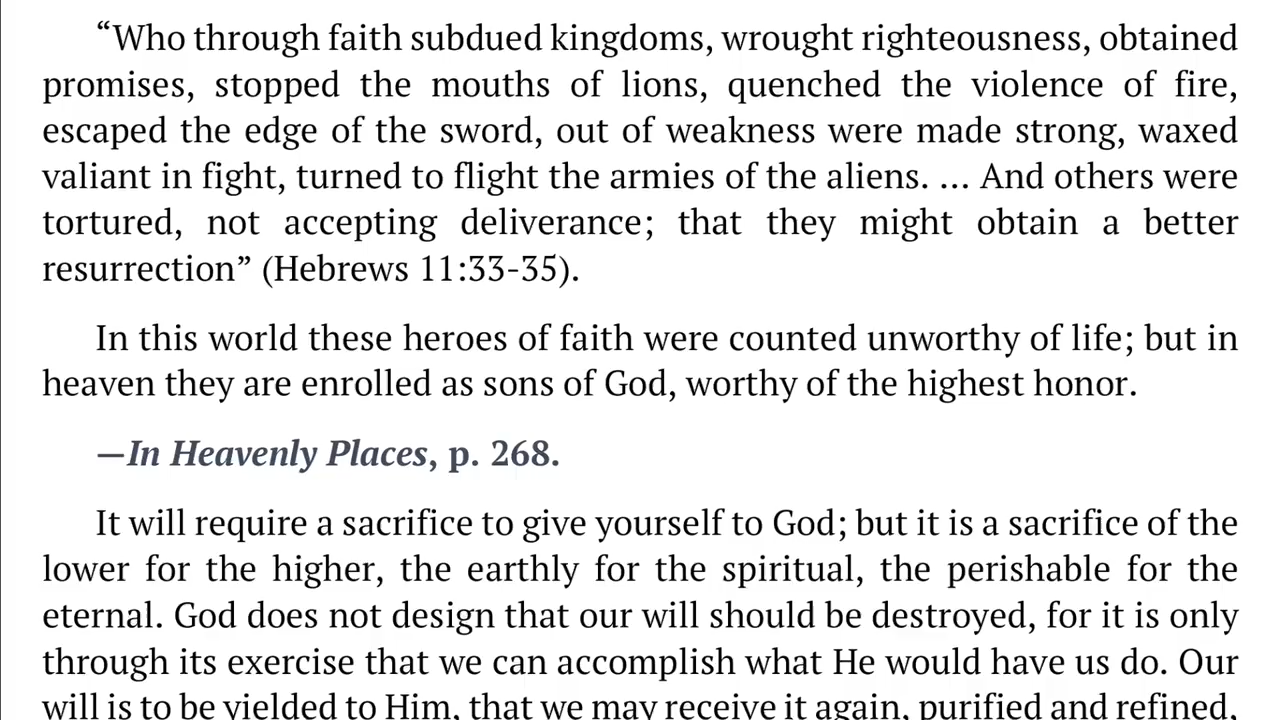 “Who through faith subdued kingdoms, wrought righteousness, obtained
promises, stopped the mouths of lions, quenched the violence of fire,
escaped the edge of the sword, out of weakness were made strong, waxed
valiant in fight, turned to flight the armies of the aliens. ... And others were
tortured, not accepting deliverance; that they might obtain a better
resurrection” (Hebrews 11:33-35).
In this world these heroes of faith were counted unworthy of life; but in
heaven they are enrolled as sons of God, worthy of the highest honor.
—In Heavenly Places, p. 268.
It will require a sacrifice to give yourself to God; but it is a sacrifice of the
lower for the higher, the earthly for the spiritual, the perishable for the
eternal. God does not design that our will should be destroyed, for it is only
through its exercise that we can accomplish what He would have us do. Our
will is to be yielded to Him, that we may receive it again, purified and refined,